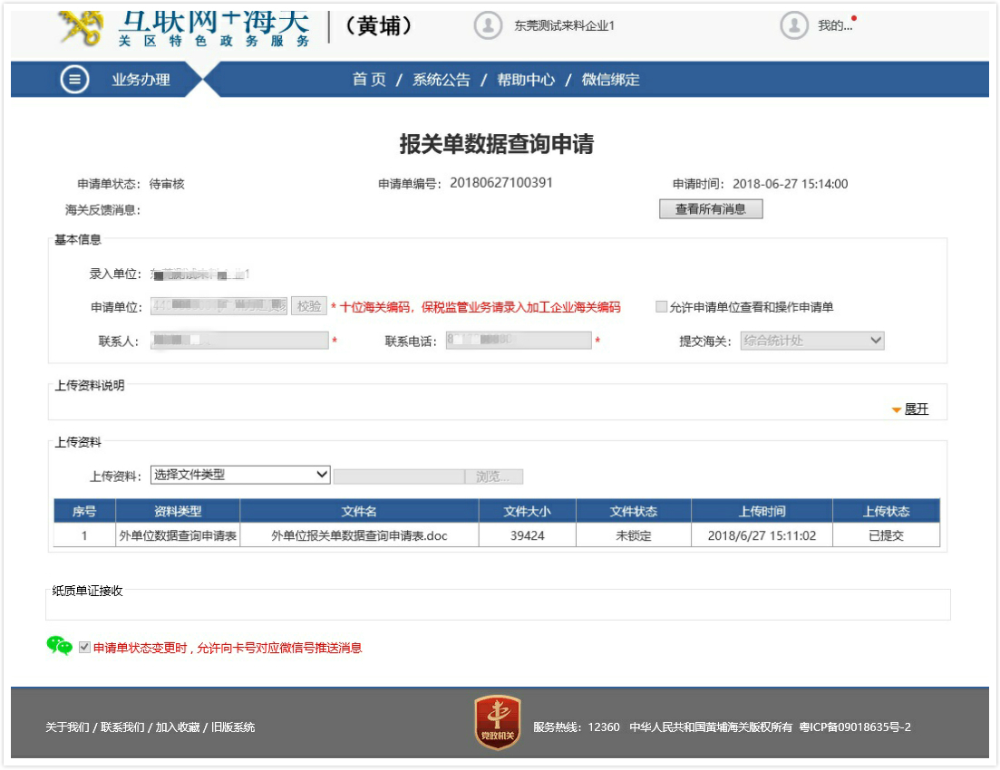 互联网+海关
关区特色政务服务
（黄埔）
东莞测试来料企业1
我的...
业务办理
首页 / 系统公告 / 帮助中心 / 微信绑定
报关单数据查询申请
申请单状态：待审核 申请单编号：20180627100391 申请时间：2018-06-27 15:14:00
海关反馈消息： 查看所有消息
基本信息
录入单位：
申请单位： 校验 * 十位海关编码，保税监管业务请录入加工企业海关编码 允许申请单位查看和操作申请单
联系人： * 联系电话： * 提交海关：综合统计处
上传资料说明
展开
上传资料
上传资料：选择文件类型 浏览...
序号 资料类型 文件名 文件大小 文件状态 上传时间 上传状态
1 外单位数据查询申请表 外单位报关单数据查询申请表.doc 39424 未锁定 2018/6/27 15:11:02 已提交
纸质单证接收
申请单状态变更时，允许向卡号对应微信号推送消息
关于我们 / 联系我们 / 加入收藏 / 旧版系统
党政机关
服务热线：12360 中华人民共和国黄埔海关版权所有 粤ICP备09018635号-2